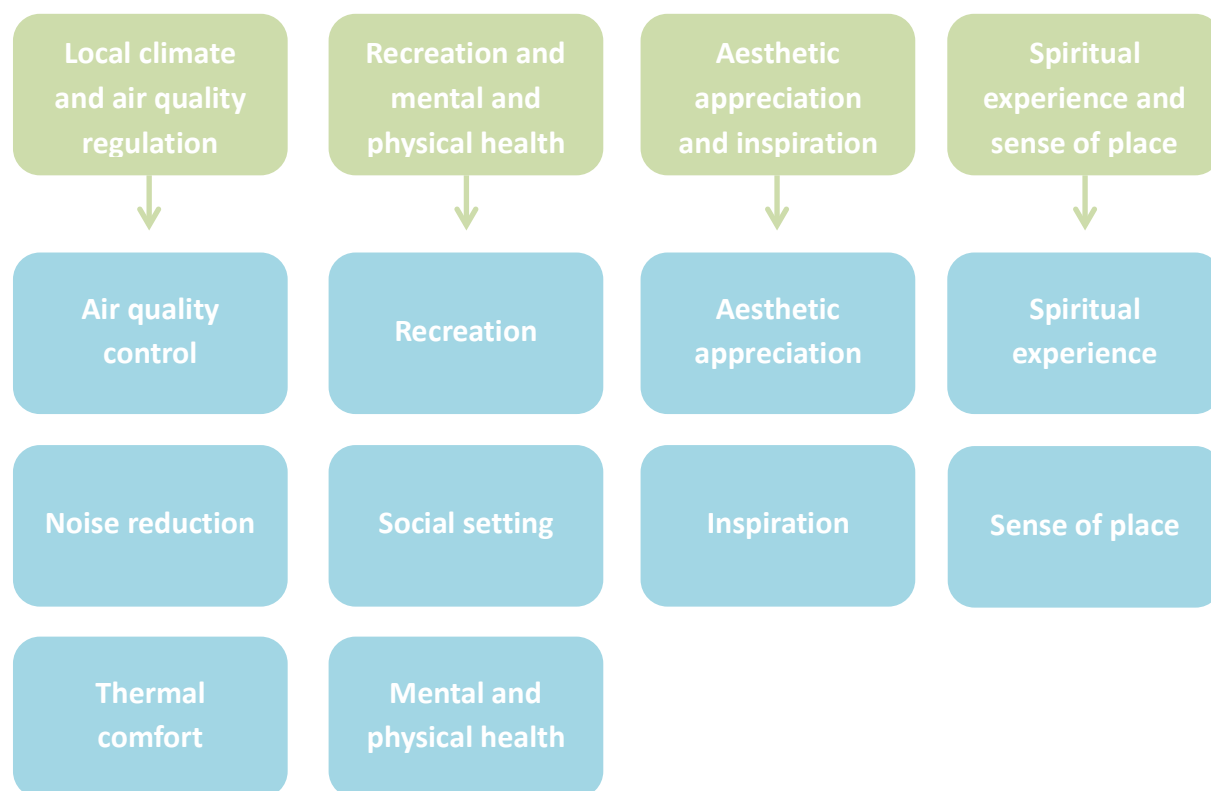 Local climate
and air quality
regulation
Recreation and
mental and
physical health
Aesthetic
appreciation
and inspiration
Spiritual
experience and
sense of place
Air quality
control
Recreation
Aesthetic
appreciation
Spiritual
experience
Noise reduction
Social setting
Inspiration
Sense of place
Thermal
comfort
Mental and
physical health